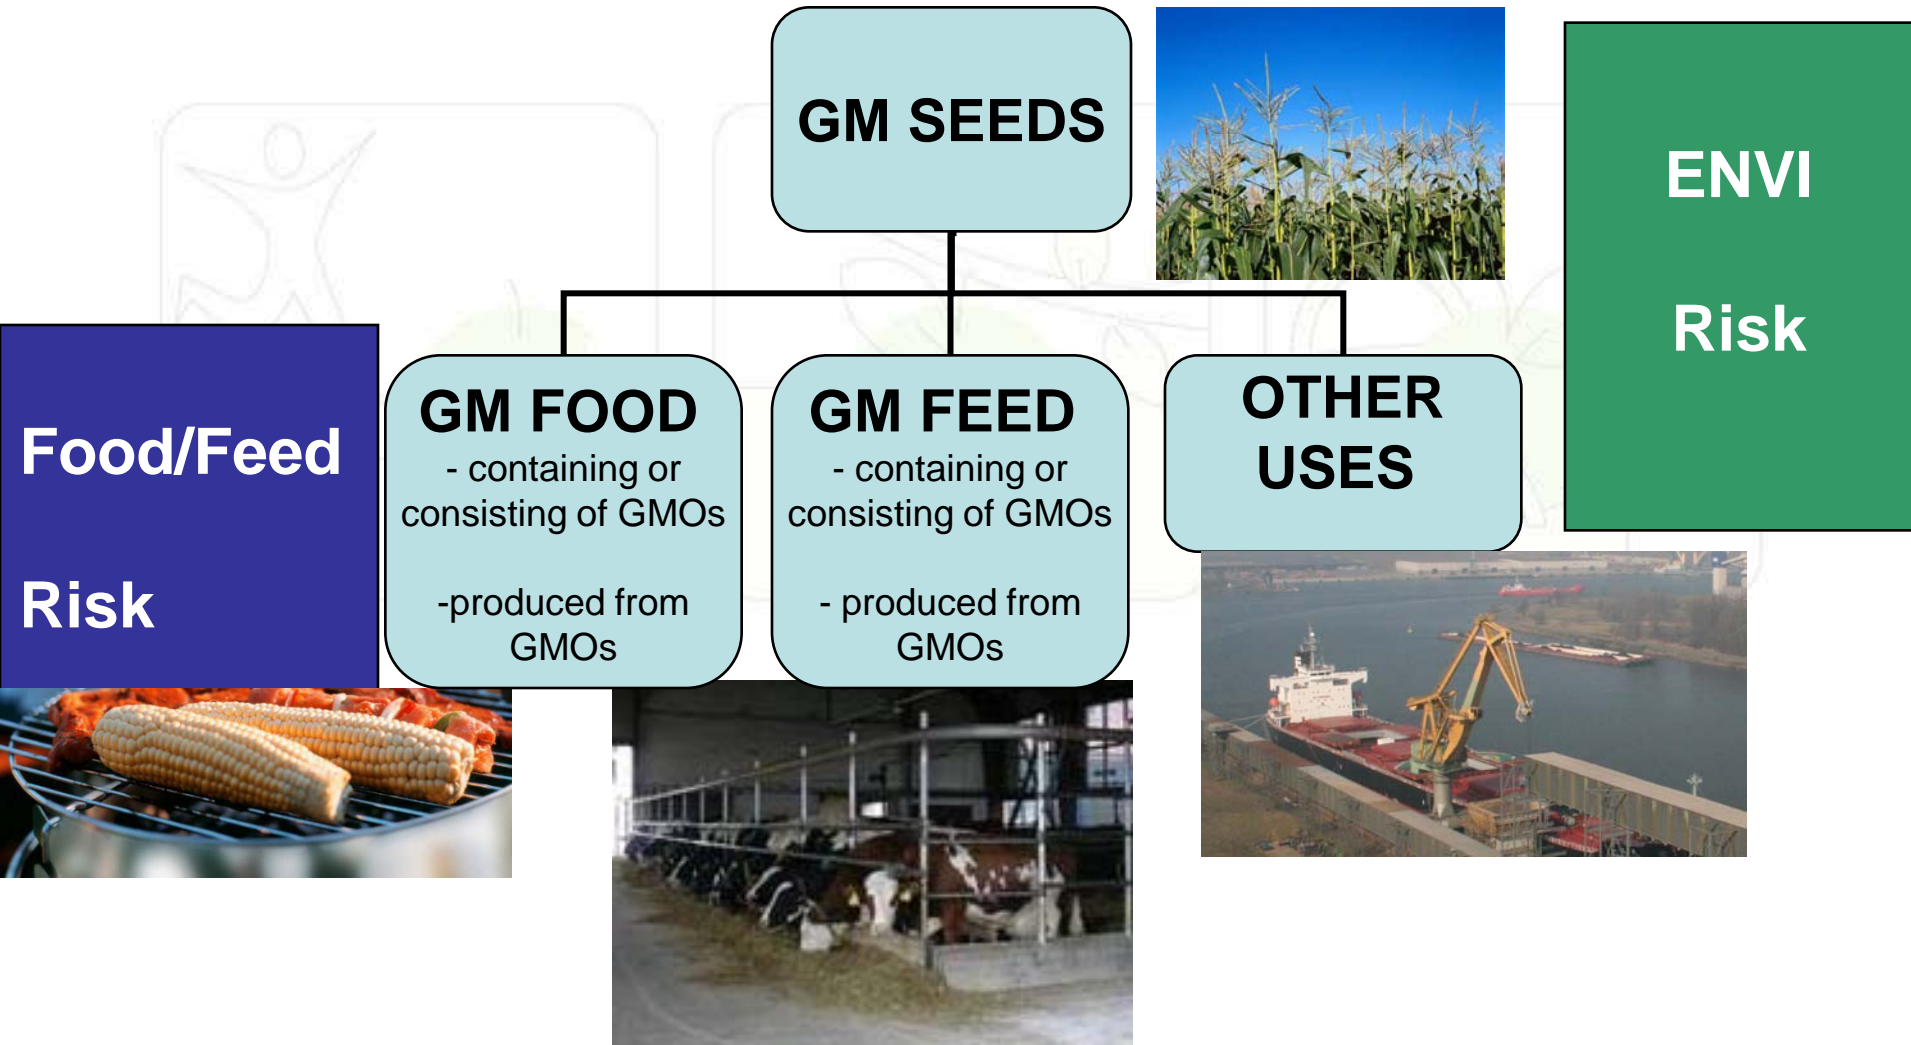 GM SEEDS
ENVI
Risk
Food/Feed
Risk
GM FOOD
- containing or
consisting of GMOs
-produced from
GMOs
GM FEED
- containing or
consisting of GMOs
- produced from
GMOs
OTHER
USES